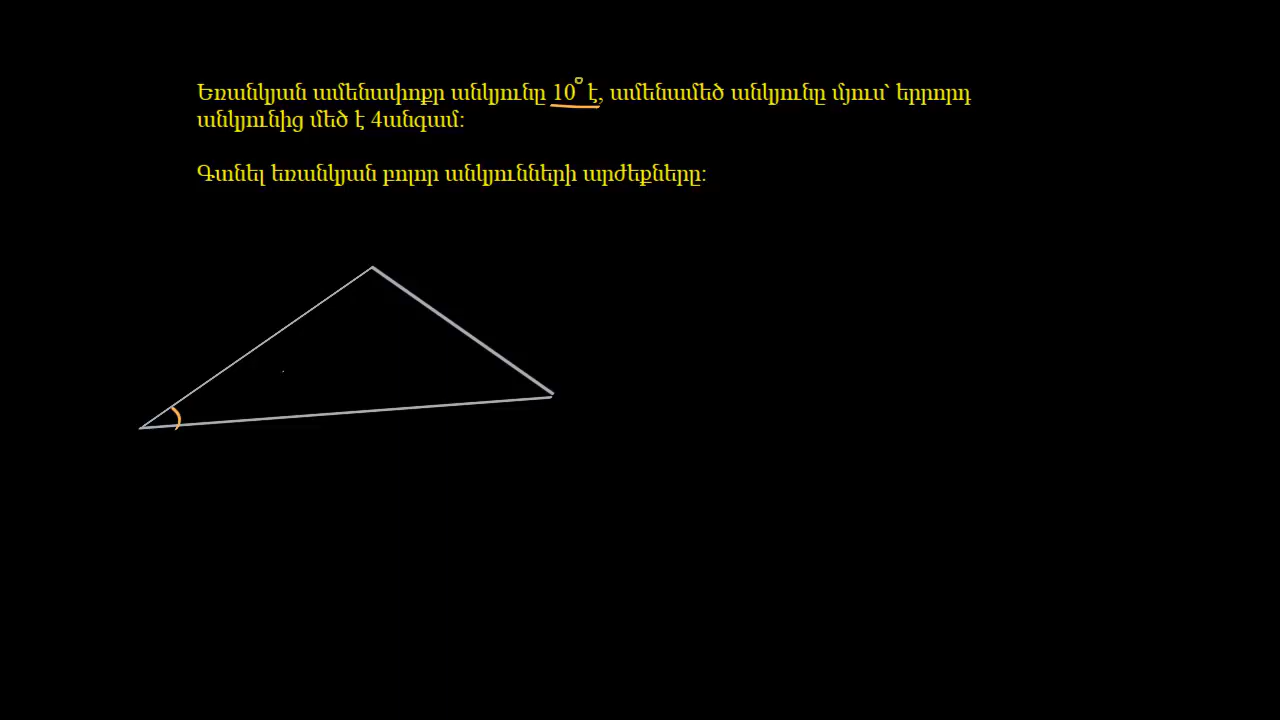 Եռանկյան ամենափոքր անկյունը 10° է, ամենամեծ անկյունը մյուս՝ երրորդ
անկյունից մեծ է 4անգամ:
Գտնել եռանկյան բոլոր անկյունների արժեքները: